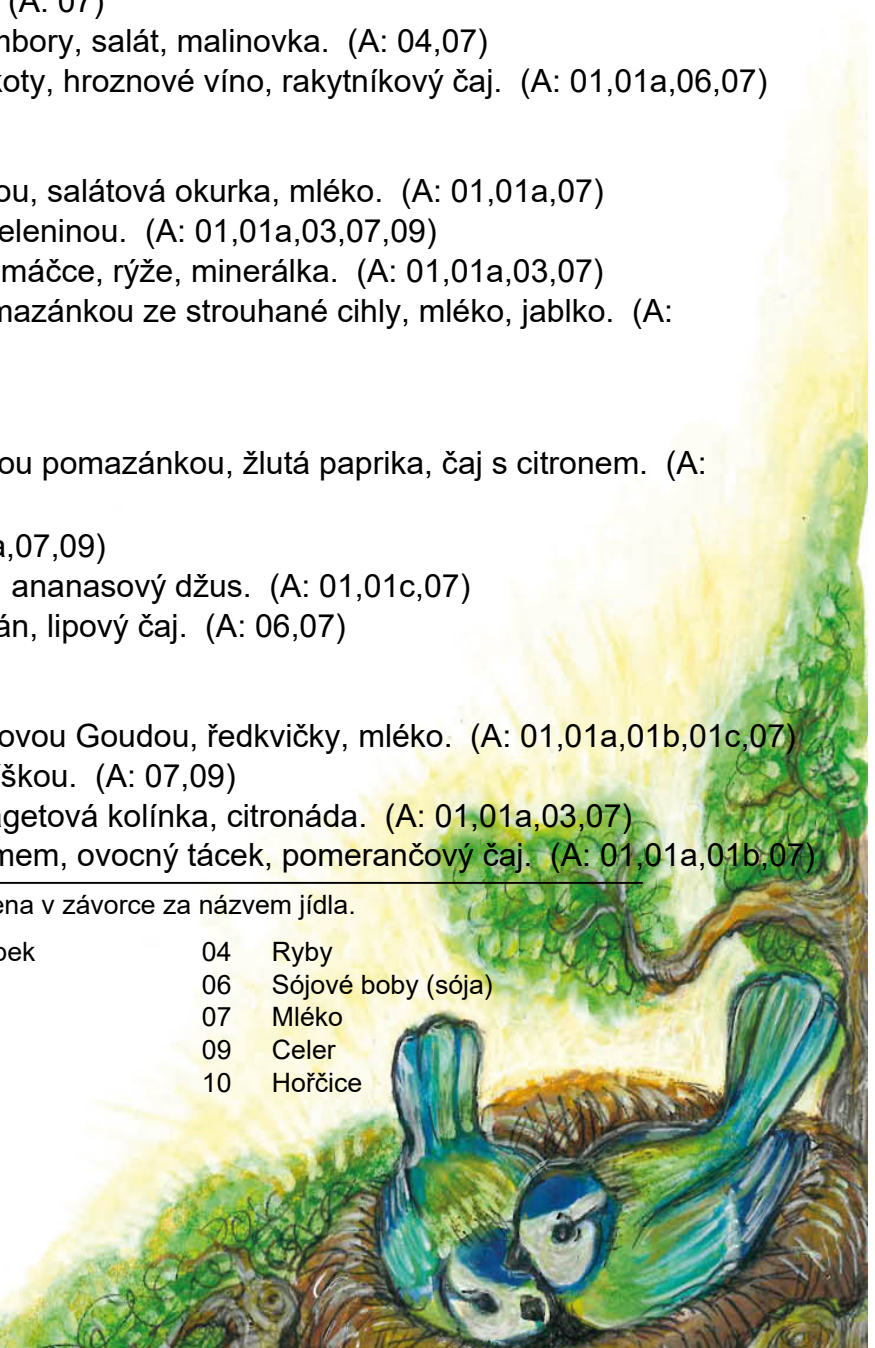 (A: 07)
mbory, salát, malinovka. (A: 04,07)
koty, hroznové víno, rakytníkový čaj. (A: 01,01a,06,07)
ou, salátová okurka, mléko. (A: 01,01a,07)
eleninou. (A: 01,01a,03,07,09)
máčce, rýže, minerálka. (A: 01,01a,03,07)
mazánkou ze strouhané cihly, mléko, jablko. (A:
ou pomazánkou, žlutá paprika, čaj s citronem. (A:
a,07,09)
ananasový džus. (A: 01,01c,07)
án, lipový čaj. (A: 06,07)
ovou Goudou, ředkvičky, mléko. (A: 01,01a,01b,01c,07)
íškou. (A: 07,09)
agetová kolínka, citronáda. (A: 01,01a,03,07)
mem, ovocný tácek, pomerančový čaj. (A: 01,01a,01b,07)
ena v závorce za názvem jídla.
bek 04 Ryby
06 Sójové boby (sója)
07 Mléko
09 Celer
10 Hořčice